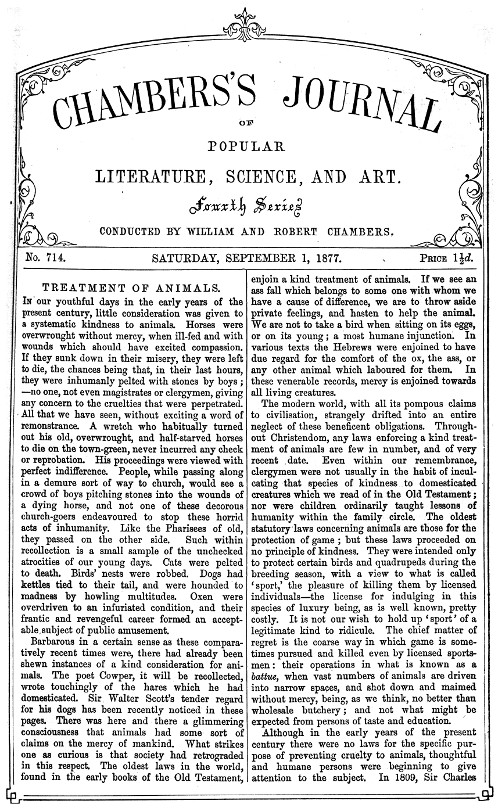 CHAMBERS'S JOURNAL
OF
POPULAR
LITERATURE, SCIENCE, AND ART.
Fourth Series
CONDUCTED BY WILLIAM AND ROBERT CHAMBERS.
No. 714.
SATURDAY, SEPTEMBER 1, 1877.
PRICE 1½d.
TREATMENT OF ANIMALS.
IN our youthful days in the early years of the
present century, little consideration was given to
a systematic kindness to animals. Horses were
overwrought without mercy, when ill-fed and with
wounds which should have excited compassion.
If they sunk down in their misery, they were left
to die, the chances being that, in their last hours,
they were inhumanly pelted with stones by boys ;
—no one, not even magistrates or clergymen, giving
any concern to the cruelties that were perpetrated.
All that we have seen, without exciting a word of
remonstrance. A wretch who habitually turned
out his old, overwrought, and half-starved horses
to die on the town-green, never incurred any check
or reprobation. His proceedings were viewed with
perfect indifference. People, while passing along
in a demure sort of way to church, would see a
crowd of boys pitching stones into the wounds of
a dying horse, and not one of these decorous
church-goers endeavoured to stop these horrid
acts of inhumanity. Like the Pharisees of old,
they passed on the other side. Such within
recollection is a small sample of the unchecked
atrocities of our young days. Cats were pelted
to death. Birds' nests were robbed. Dogs had
kettles tied to their tail, and were hounded to
madness by howling multitudes. Oxen were
overdriven to an infuriated condition, and their
frantic and revengeful career formed an accept-
able subject of public amusement.
Barbarous in a certain sense as these compara-
tively recent times were, there had already been
shewn instances of a kind consideration for ani-
mals. The poet Cowper, it will be recollected,
wrote touchingly of the hares which he had
domesticated. Sir Walter Scott's tender regard
for his dogs has been recently noticed in these
pages. There was here and there a glimmering
consciousness that animals had some sort of
claims on the mercy of mankind. What strikes
one as curious is that society had retrograded
in this respect. The oldest laws in the world,
found in the early books of the Old Testament,
enjoin a kind treatment of animals. If we see an
ass fall which belongs to some one with whom we
have a cause of difference, we are to throw aside
private feelings, and hasten to help the animal.
We are not to take a bird when sitting on its eggs,
or on its young ; a most humane injunction. In
various texts the Hebrews were enjoined to have
due regard for the comfort of the ox, the ass, or
any other animal which laboured for them. In
these venerable records, mercy is enjoined towards
all living creatures.
The modern world, with all its pompous claims
to civilisation, strangely drifted into an entire
neglect of these beneficent obligations. Through-
out Christendom, any laws enforcing a kind treat-
ment of animals are few in number, and of very
recent date. Even within our remembrance,
clergymen were not usually in the habit of incul-
cating that species of kindness to domesticated
creatures which we read of in the Old Testament ;
nor were children ordinarily taught lessons of
humanity within the family circle. The oldest
statutory laws concerning animals are those for the
protection of game ; but these laws proceeded on
no principle of kindness. They were intended only
to protect certain birds and quadrupeds during the
breeding season, with a view to what is called
‘sport,’ the pleasure of killing them by licensed
individuals—the license for indulging in this
species of luxury being, as is well known, pretty
costly. It is not our wish to hold up ‘sport’ of a
legitimate kind to ridicule. The chief matter of
regret is the coarse way in which game is some-
times pursued and killed even by licensed sports-
men : their operations in what is known as a
battue, when vast numbers of animals are driven
into narrow spaces, and shot down and maimed
without mercy, being, as we think, no better than
wholesale butchery ; and not what might be
expected from persons of taste and education.
Although in the early years of the present
century there were no laws for the specific pur-
pose of preventing cruelty to animals, thoughtful
and humane persons were beginning to give
attention to the subject. In 1809, Sir Charles